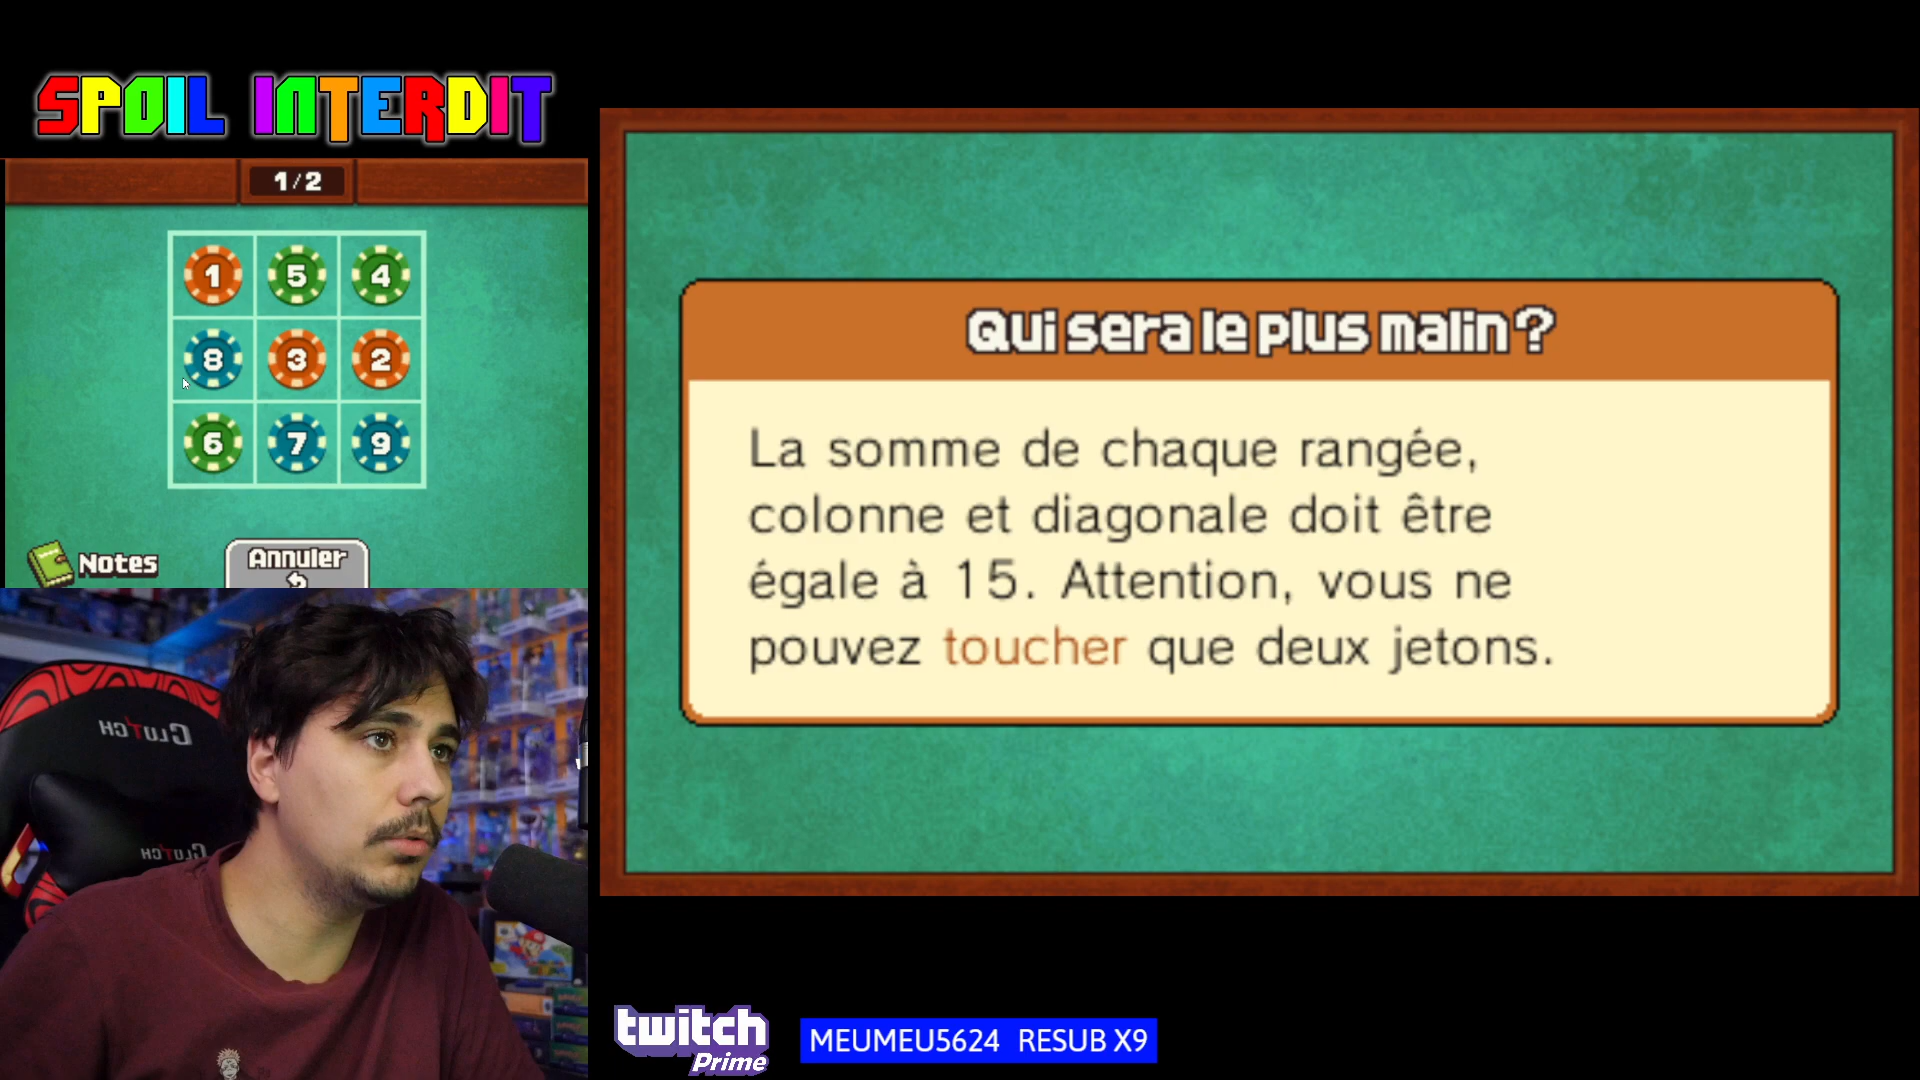 SPOIL INTERDIT
1/2
1 5 4
8 3 2
6 7 9
Notes
Annuler
Qui sera le plus malin ?
La somme de chaque rangée,
colonne et diagonale doit être
égale à 15. Attention, vous ne
pouvez toucher que deux jetons.
CLUTCH
CLUTCH
twitch
Prime
MEUMEU5624 RESUB X9